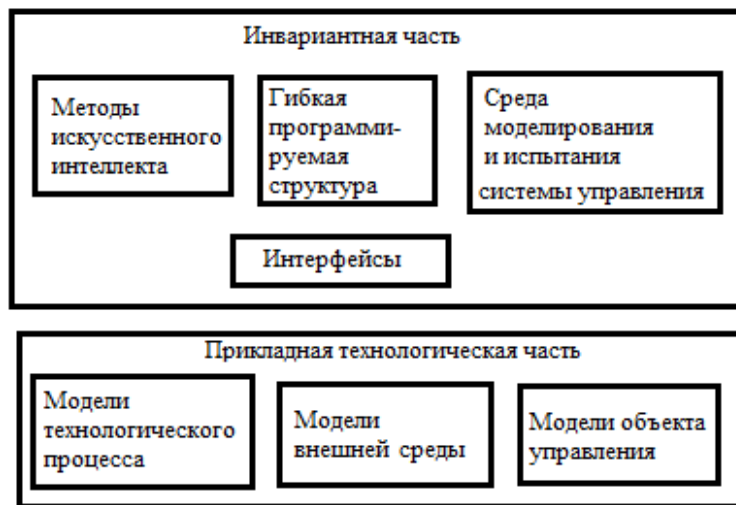 Инвариантная часть
Методы
искусственного
интеллекта
Гибкая
программи-
руемая
структура
Среда
моделирования
и испытания
системы управления
Интерфейсы
Прикладная технологическая часть
Модели
технологического
процесса
Модели
внешней среды
Модели объекта
управления